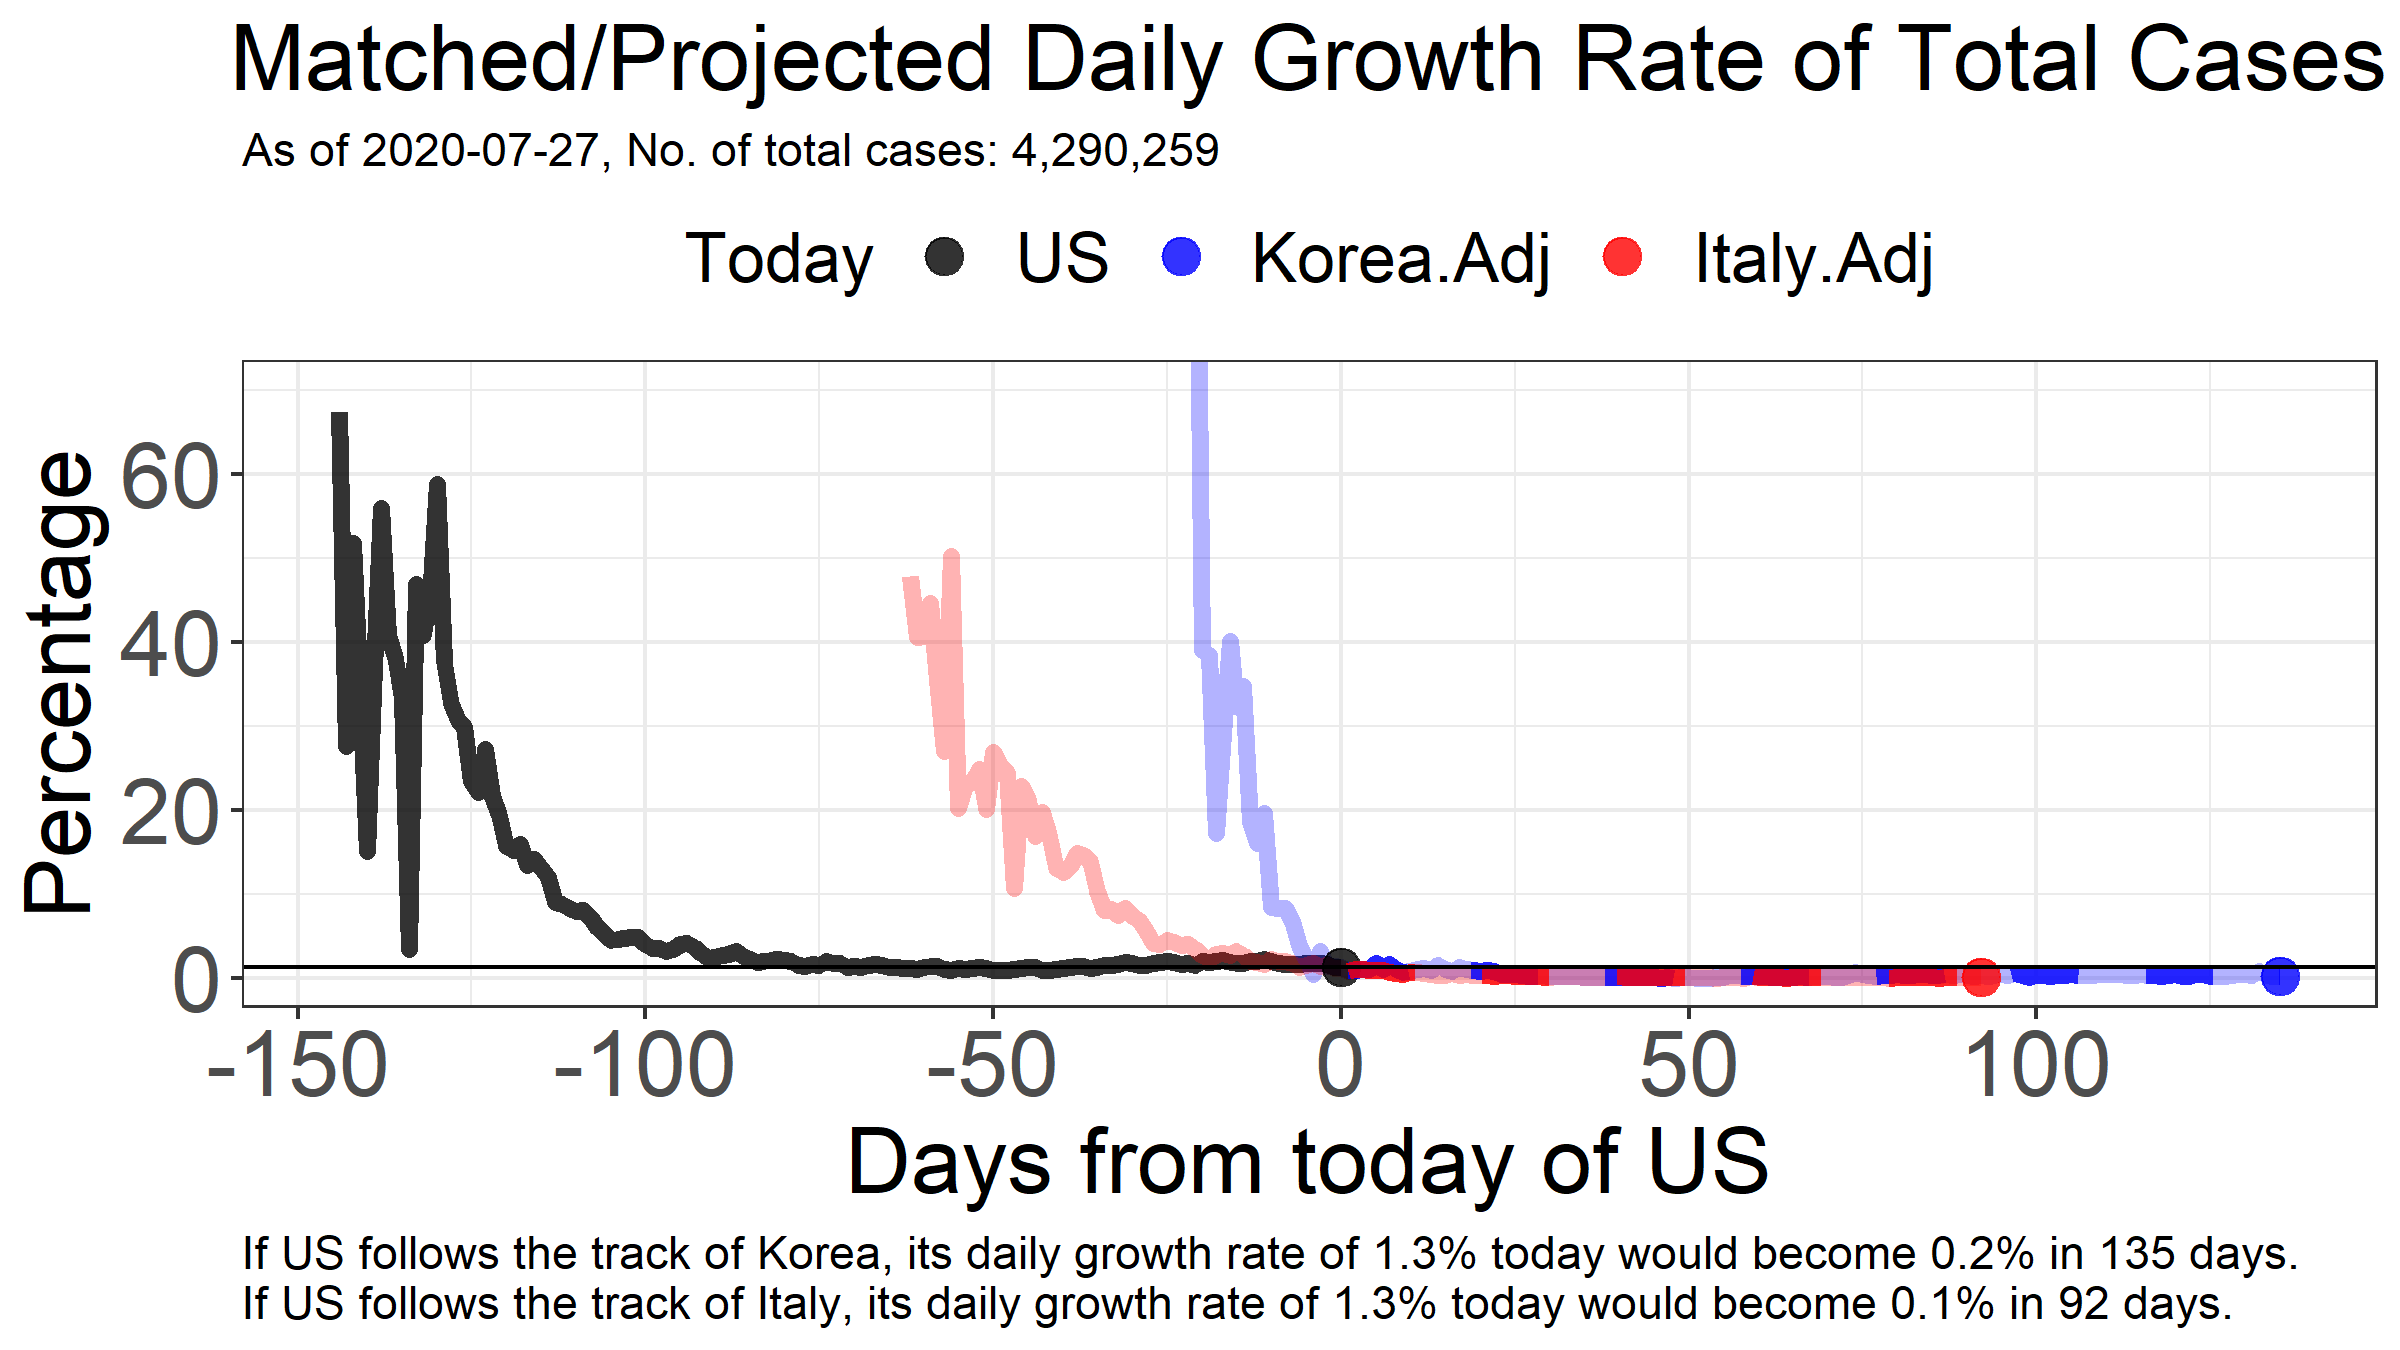 Matched/Projected Daily Growth Rate of Total Cases
As of 2020-07-27, No. of total cases: 4,290,259
Today US Korea.Adj Italy.Adj
Percentage
60
40
20
0
-150 -100 -50 0 50 100
Days from today of US
If US follows the track of Korea, its daily growth rate of 1.3% today would become 0.2% in 135 days.
If US follows the track of Italy, its daily growth rate of 1.3% today would become 0.1% in 92 days.